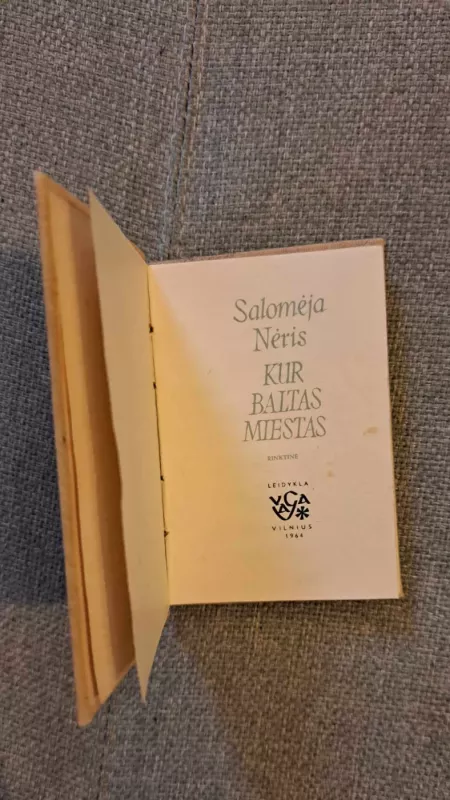 Salomėja
Nėris
KUR
BALTAS
MIESTAS
RINKTINĖ
LEIDYKLA
VAGA
VILNIUS
1964